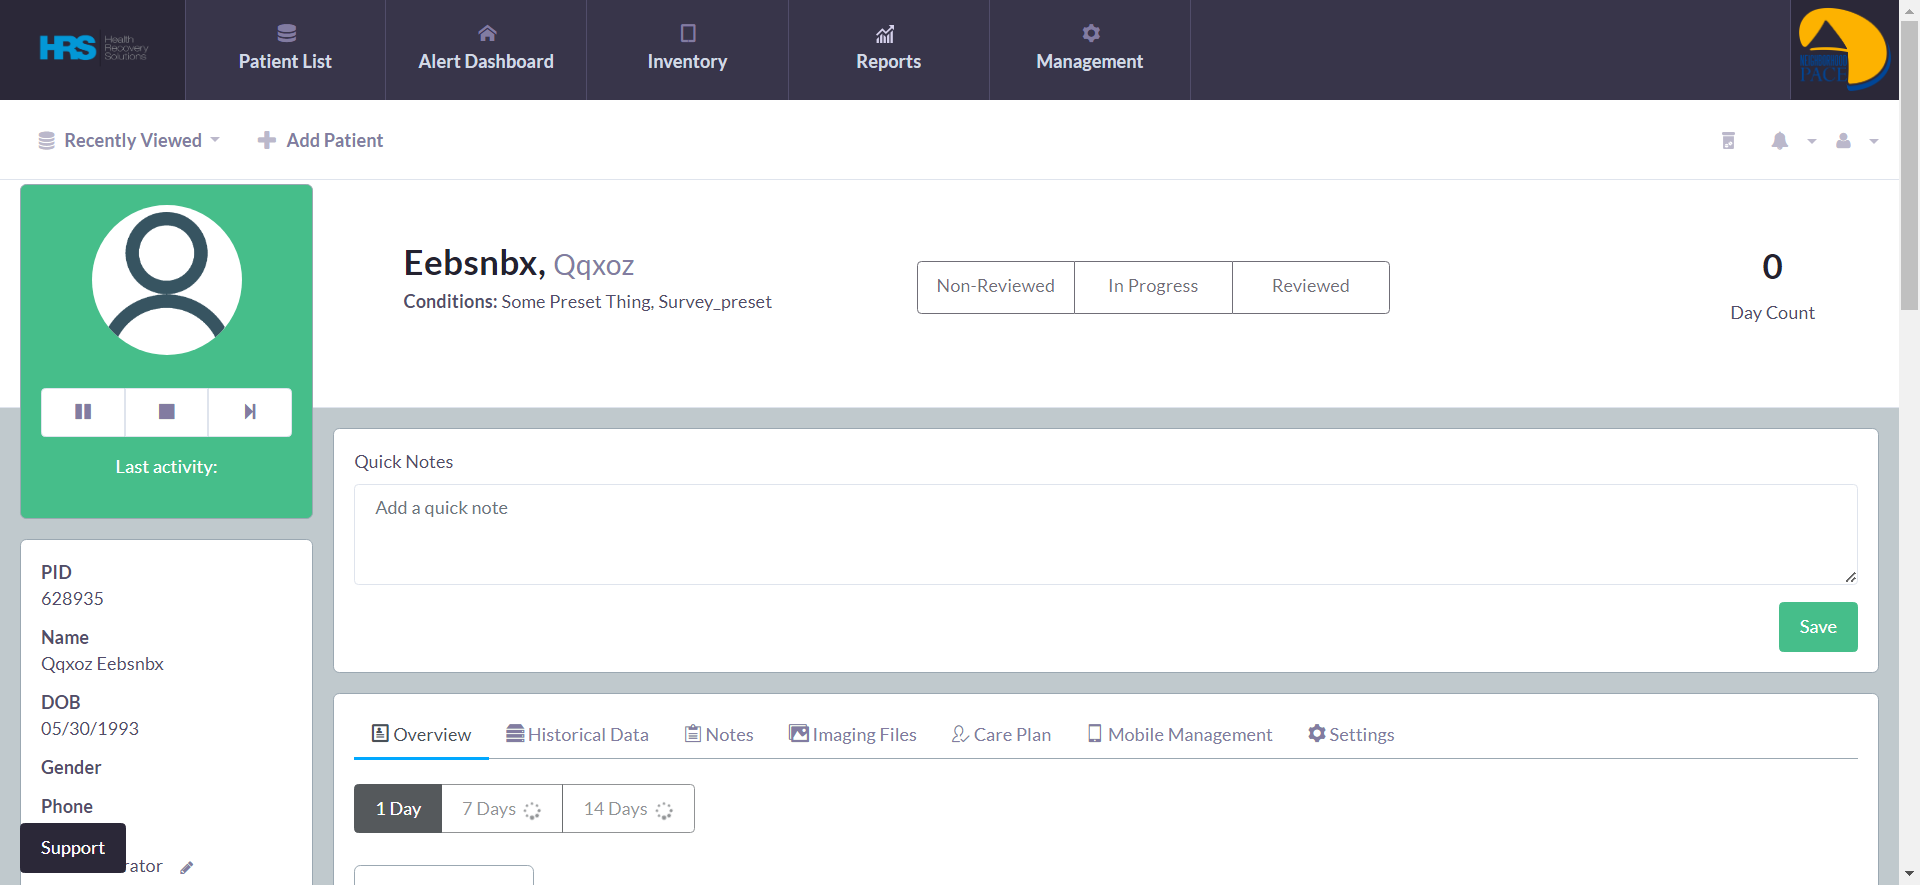 HRS Health Recovery Solutions
Patient List
Alert Dashboard
Inventory
Reports
Management
PACE
Recently Viewed
Add Patient
Eebsnbx, Qqxoz
Conditions: Some Preset Thing, Survey_preset
Non-Reviewed
In Progress
Reviewed
0
Day Count
Last activity:
Quick Notes
Add a quick note
Save
PID
628935
Name
Qqxoz Eebsnbx
DOB
05/30/1993
Gender
Phone
Support
rator
Overview
Historical Data
Notes
Imaging Files
Care Plan
Mobile Management
Settings
1 Day
7 Days
14 Days